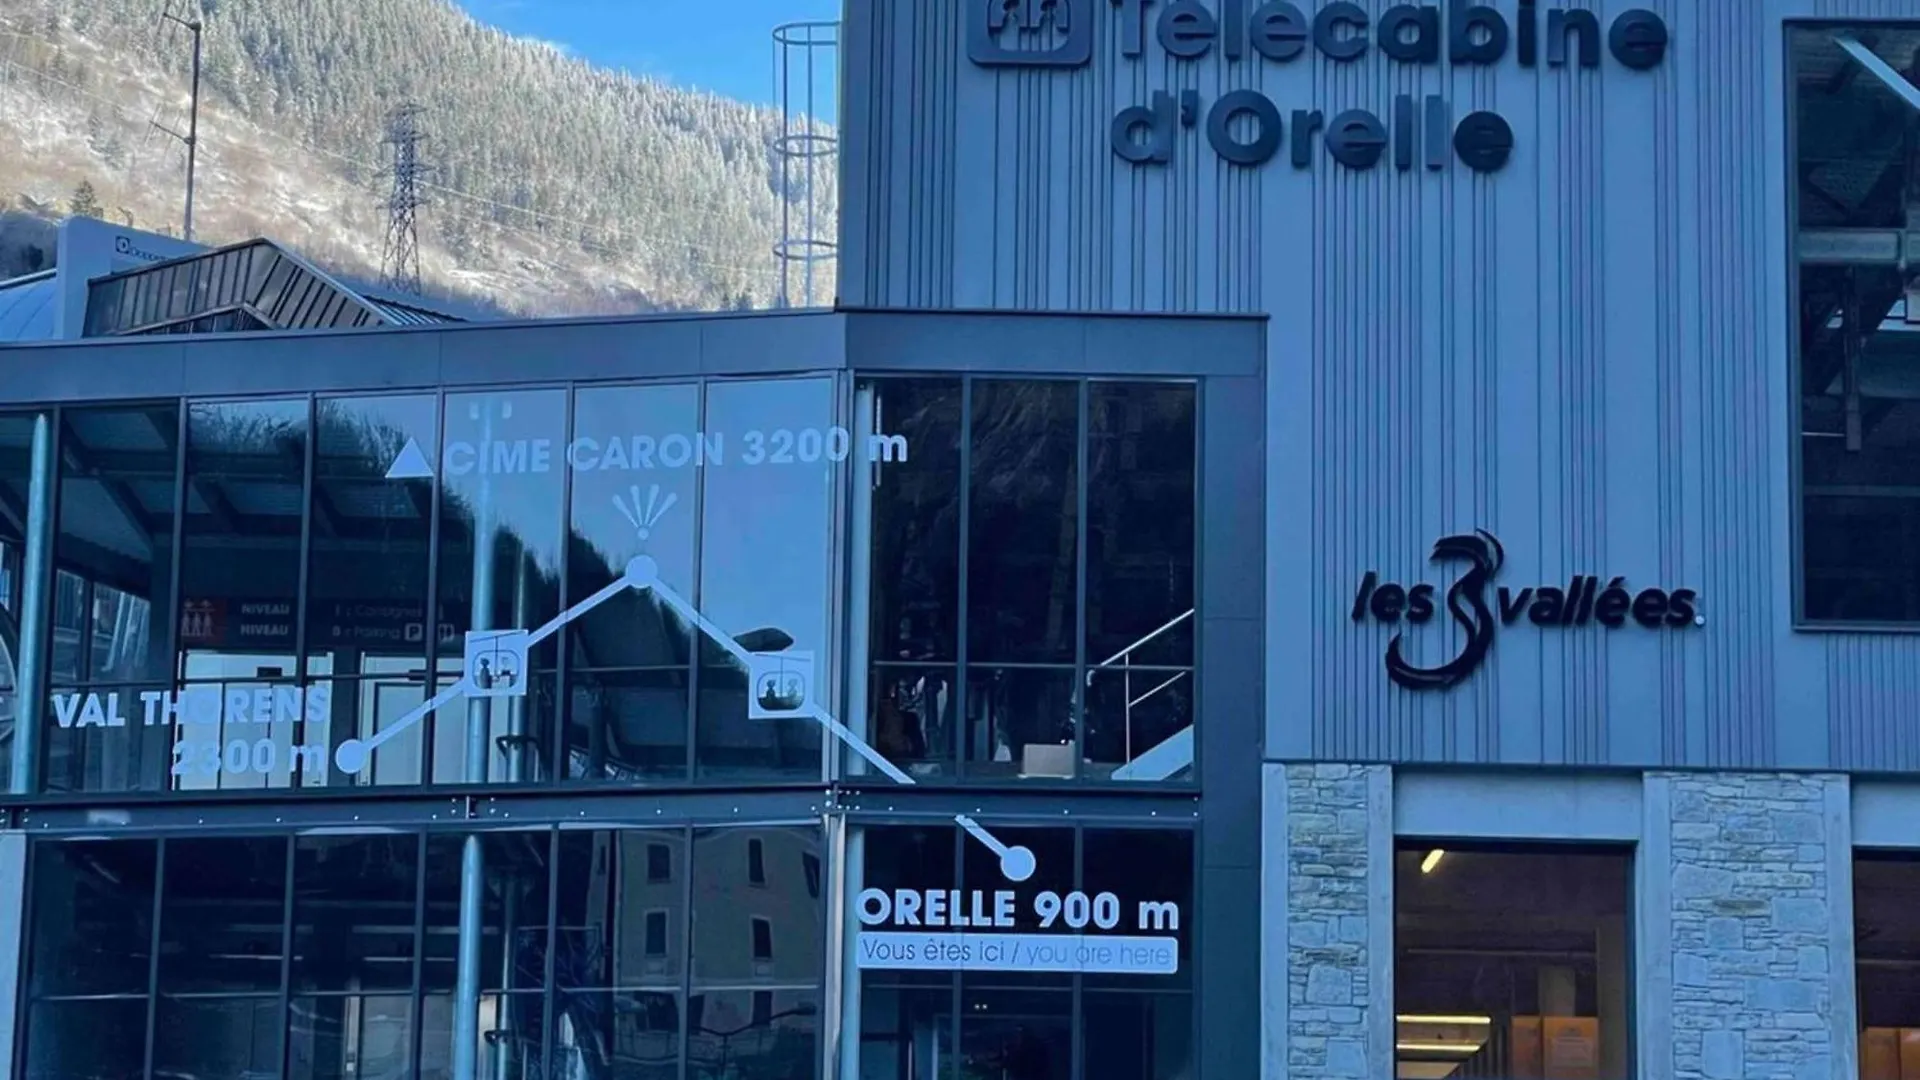 Télécabine
d'Orelle
CIME CARON 3200 m
les 3 vallées.
NIVEAU
NIVEAU
VAL THORENS
2300 m
ORELLE 900 m
Vous êtes ici / you are here